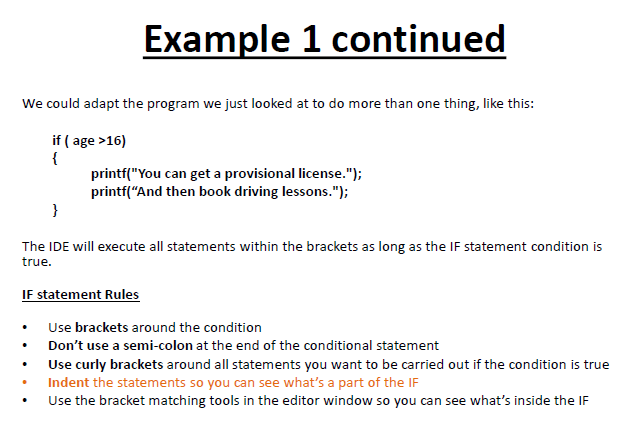 Example 1 continued
We could adapt the program we just looked at to do more than one thing, like this:
if ( age >16)
{
printf("You can get a provisional license.");
printf(“And then book driving lessons.");
}
The IDE will execute all statements within the brackets as long as the IF statement condition is
true.
IF statement Rules
• Use brackets around the condition
• Don’t use a semi-colon at the end of the conditional statement
• Use curly brackets around all statements you want to be carried out if the condition is true
• Indent the statements so you can see what’s a part of the IF
• Use the bracket matching tools in the editor window so you can see what’s inside the IF